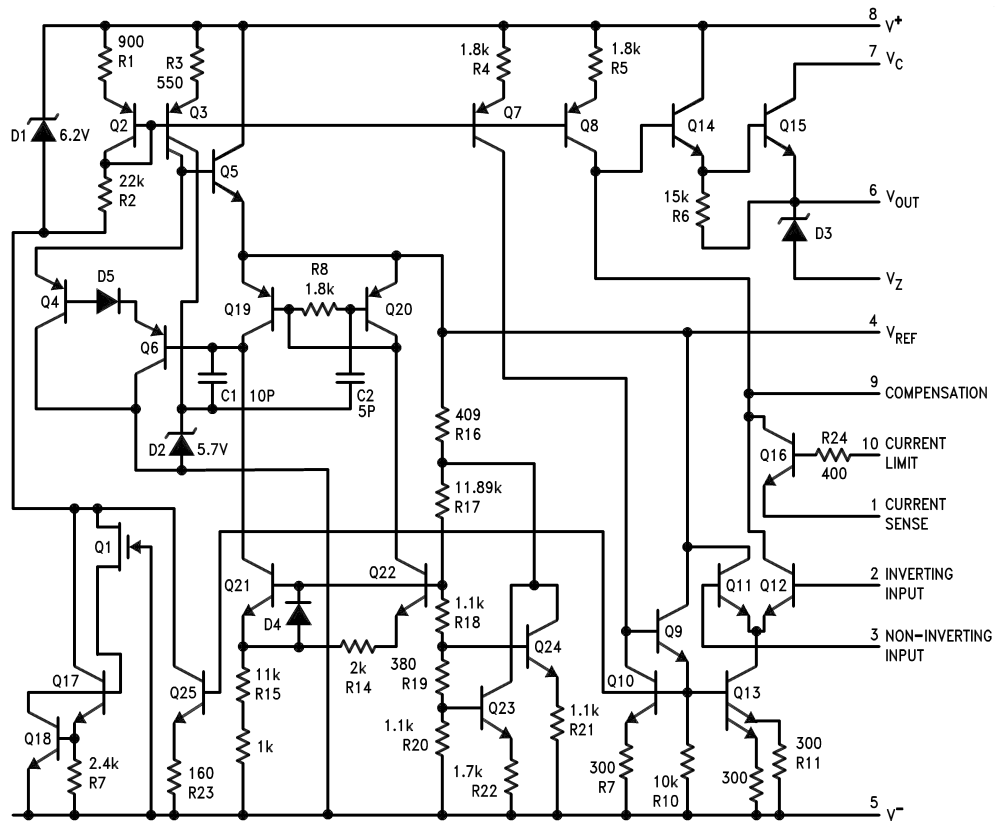 8 V+
7 VC
900
R1
R3
550
1.8k
R4
1.8k
R5
D1 6.2V
Q2
Q3
Q7
Q8
Q14
Q15
22k
R2
Q5
15k
R6
6 VOUT
D3
VZ
D5
R8
1.8k
Q4
Q19
Q20
Q6
4 VREF
C1 10P
C2
5P
9 COMPENSATION
409
R16
D2 5.7V
Q16
R24
400
10 CURRENT
LIMIT
11.89k
R17
1 CURRENT
SENSE
Q1
Q21
Q22
Q11
Q12
2 INVERTING
INPUT
D4
1.1k
R18
Q9
3 NON-INVERTING
INPUT
Q24
2k
R14
380
R19
Q17
Q25
11k
R15
Q10
Q13
Q23
Q18
1.1k
R20
1.1k
R21
2.4k
R7
160
R23
1k
1.7k
R22
300
R7
10k
R10
300
300
R11
5 V-